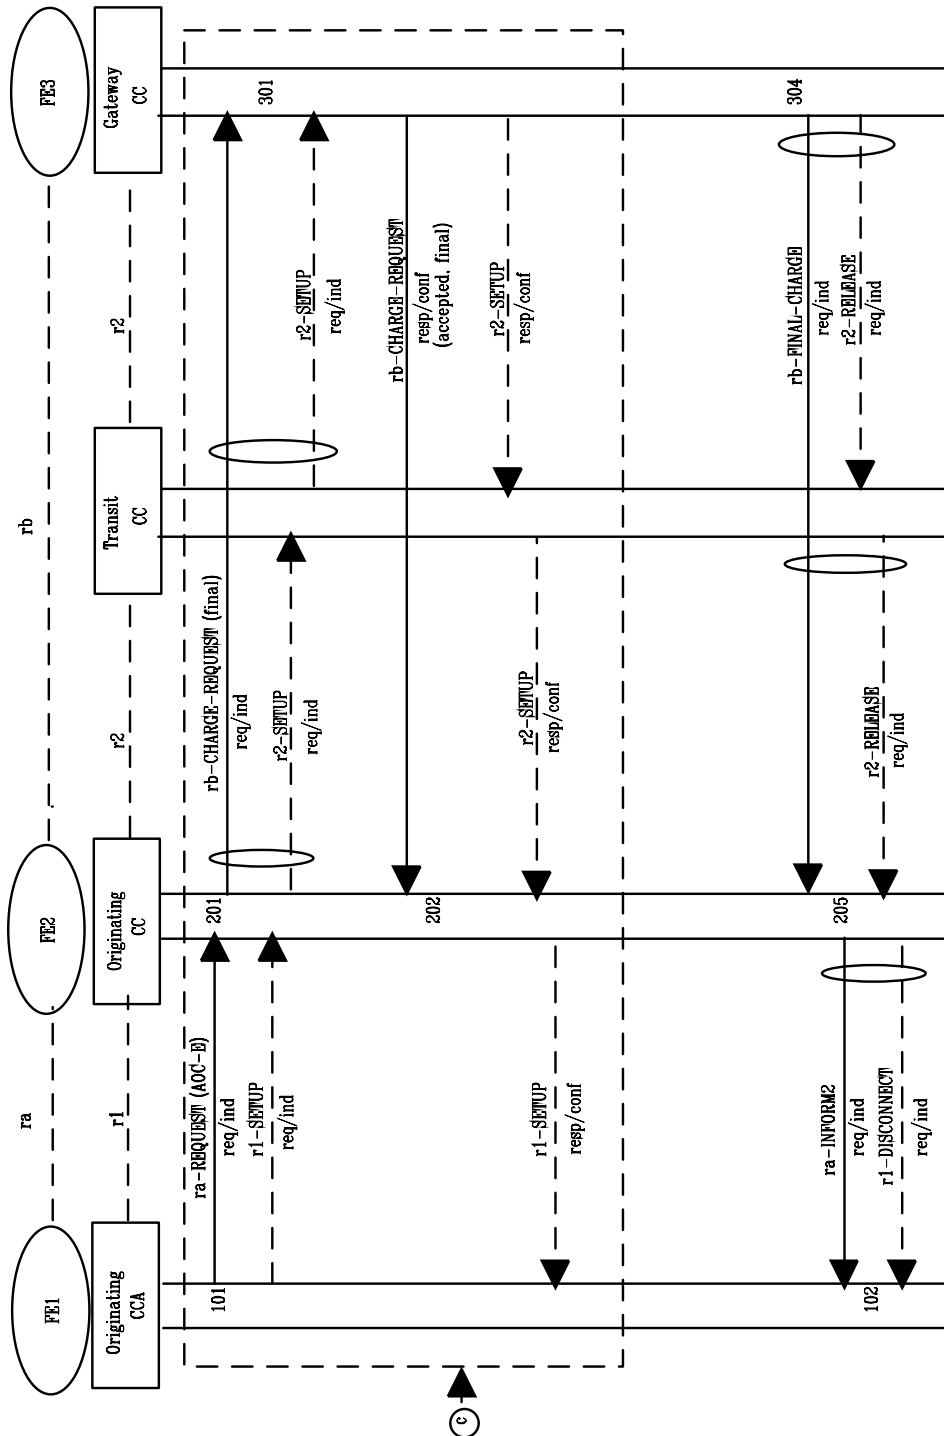 FE1
ra
FE2
rb
FE3
Originating
CCA
r1
Originating
CC
r2
Transit
CC
r2
Gateway
CC
ra-REQUEST (AOC-E)
req/ind
101
201
rb-CHARGE-REQUEST (final)
req/ind
301
r1-SETUP
req/ind
r2-SETUP
req/ind
r2-SETUP
req/ind
rb-CHARGE-REQUEST
resp/conf
(accepted, final)
202
c
r2-SETUP
resp/conf
r2-SETUP
resp/conf
r1-SETUP
resp/conf
rb-FINAL-CHARGE
req/ind
304
205
ra-INFORM2
req/ind
r2-RELEASE
req/ind
r2-RELEASE
req/ind
102
r1-DISCONNECT
req/ind